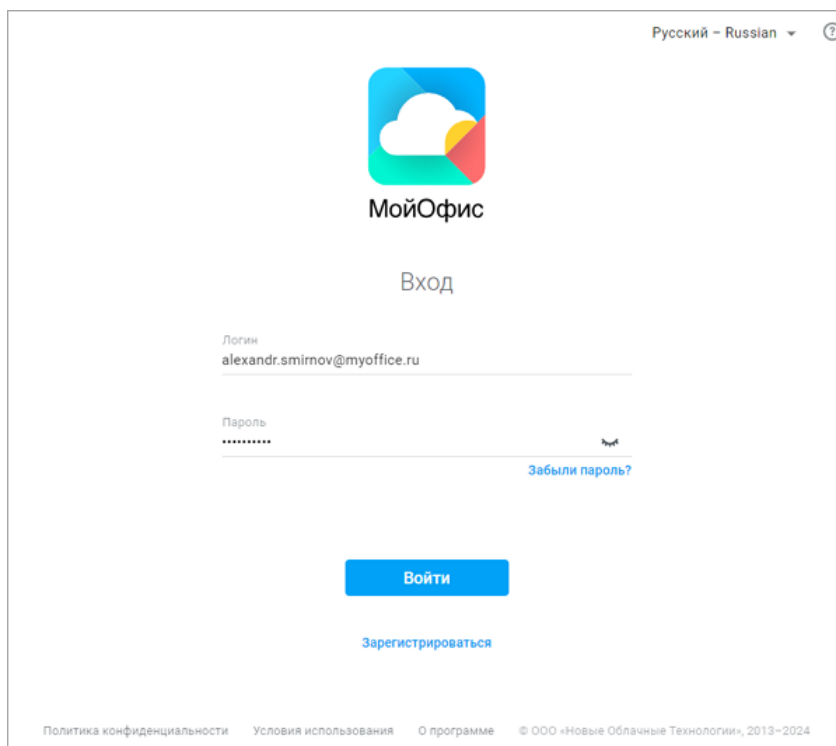 Русский – Russian
МойОфис
Вход
Логин
alexandr.smirnov@myoffice.ru
Пароль
••••••••••
Забыли пароль?
Войти
Зарегистрироваться
Политика конфиденциальности Условия использования О программе © ООО «Новые Облачные Технологии», 2013–2024